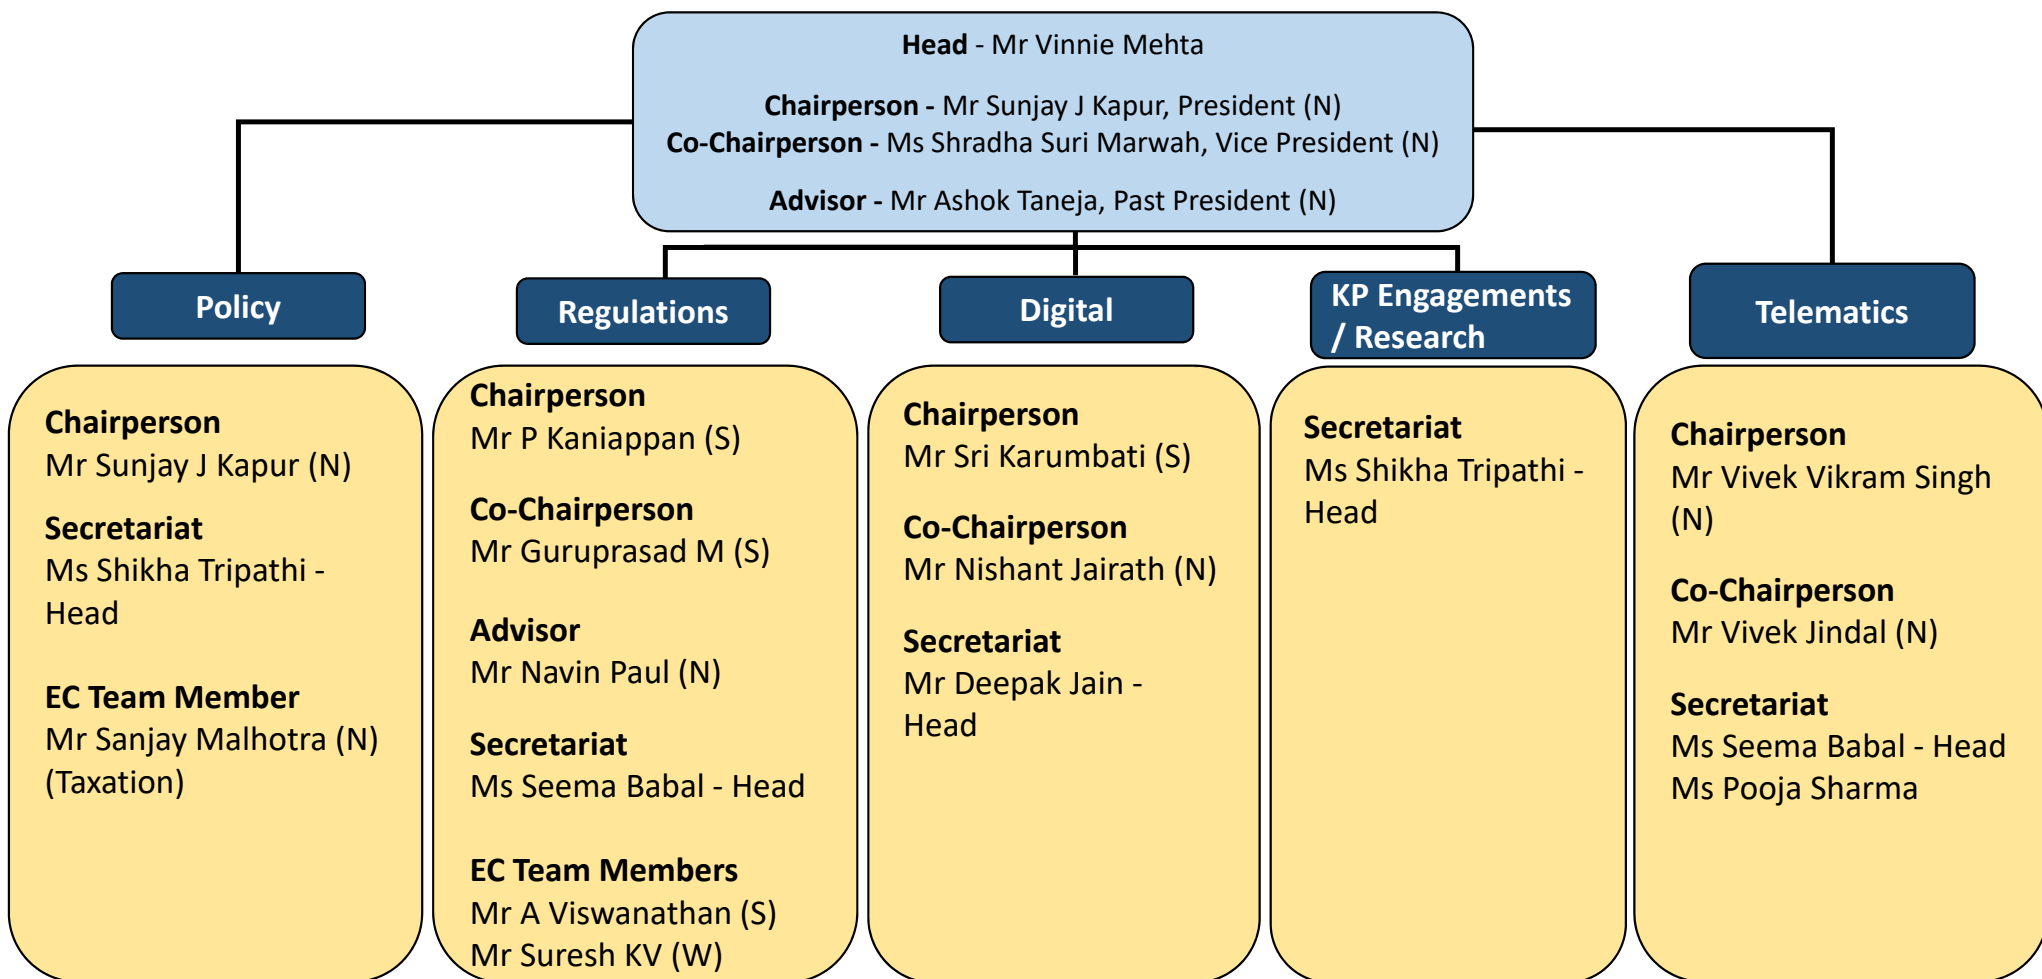 Head - Mr Vinnie Mehta
Chairperson - Mr Sunjay J Kapur, President (N)
Co-Chairperson - Ms Shradha Suri Marwah, Vice President (N)
Advisor - Mr Ashok Taneja, Past President (N)
Policy
Chairperson
Mr Sunjay J Kapur (N)
Secretariat
Ms Shikha Tripathi -
Head
EC Team Member
Mr Sanjay Malhotra (N)
(Taxation)
Regulations
Chairperson
Mr P Kaniappan (S)
Co-Chairperson
Mr Guruprasad M (S)
Advisor
Mr Navin Paul (N)
Secretariat
Ms Seema Babal - Head
EC Team Members
Mr A Viswanathan (S)
Mr Suresh KV (W)
Digital
Chairperson
Mr Sri Karumbati (S)
Co-Chairperson
Mr Nishant Jairath (N)
Secretariat
Mr Deepak Jain -
Head
KP Engagements
/ Research
Secretariat
Ms Shikha Tripathi -
Head
Telematics
Chairperson
Mr Vivek Vikram Singh
(N)
Co-Chairperson
Mr Vivek Jindal (N)
Secretariat
Ms Seema Babal - Head
Ms Pooja Sharma